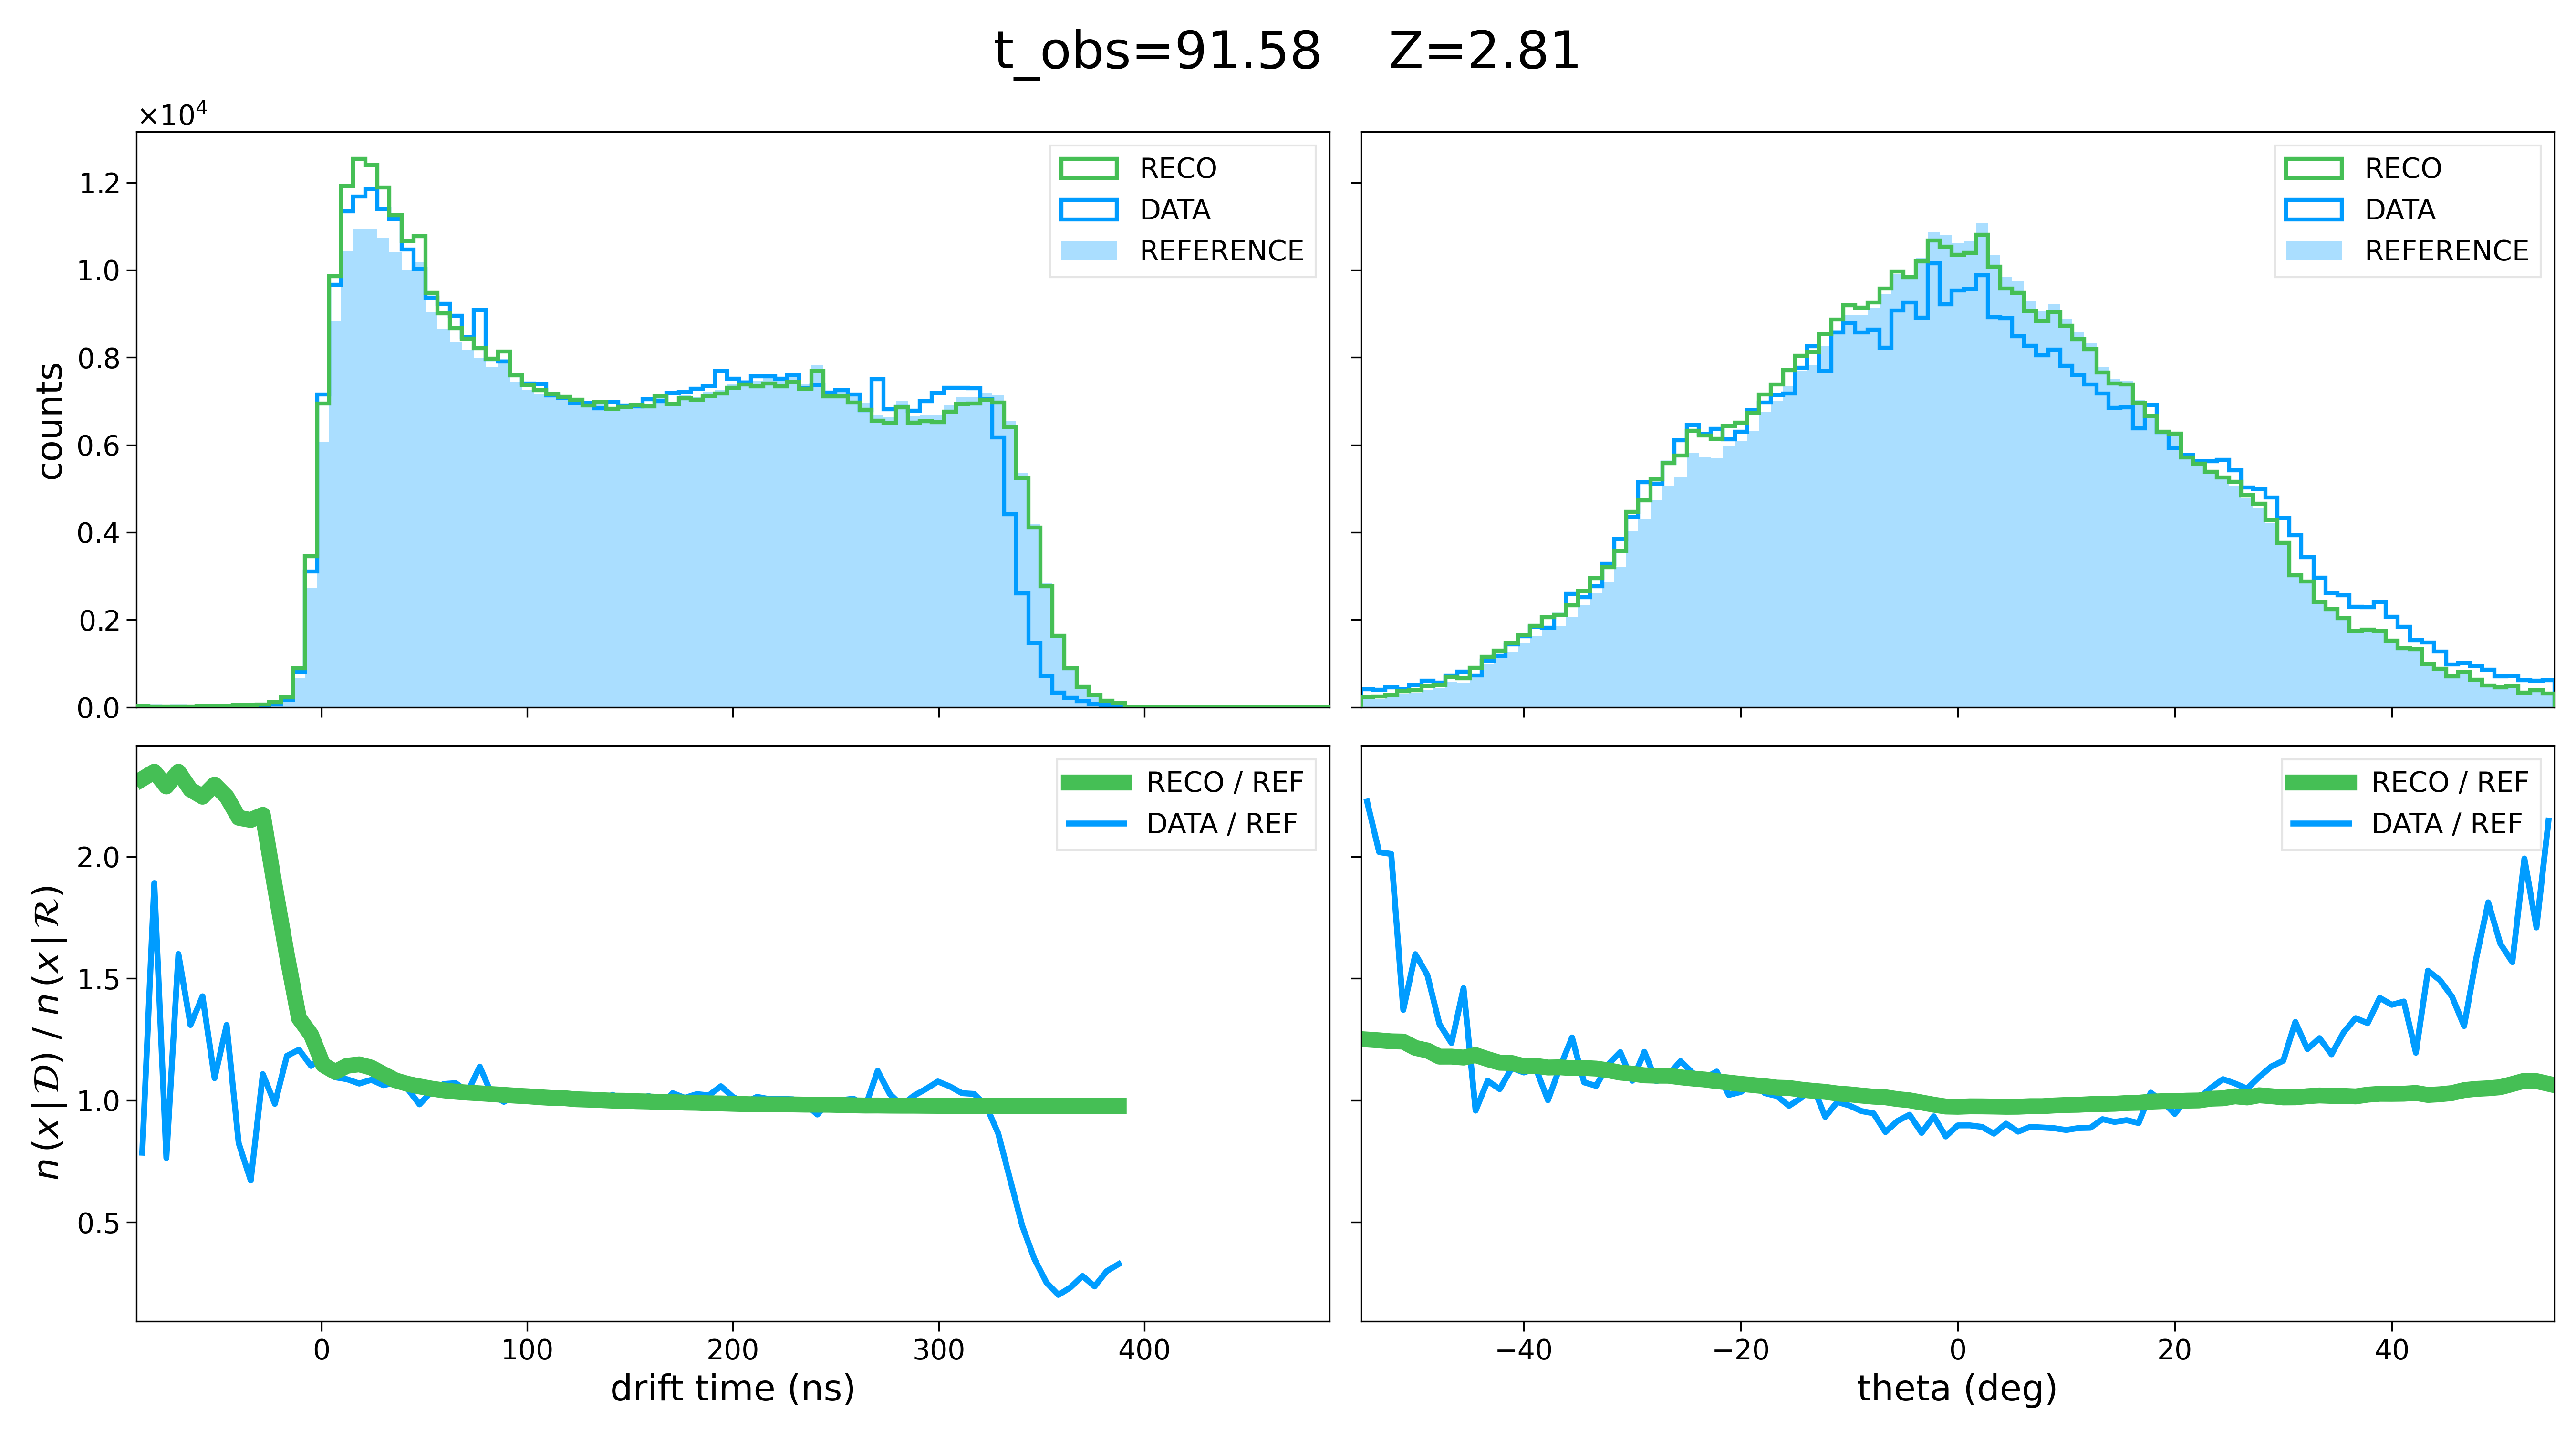 t_obs=91.58 Z=2.81
×10⁴
1.2
1.0
0.8
0.6
0.4
0.2
0.0
counts
RECO
DATA
REFERENCE
RECO
DATA
REFERENCE
2.0
1.5
1.0
0.5
n(x|𝒟) / n(x|ℛ)
RECO / REF
DATA / REF
0 100 200 300 400
drift time (ns)
RECO / REF
DATA / REF
−40 −20 0 20 40
theta (deg)